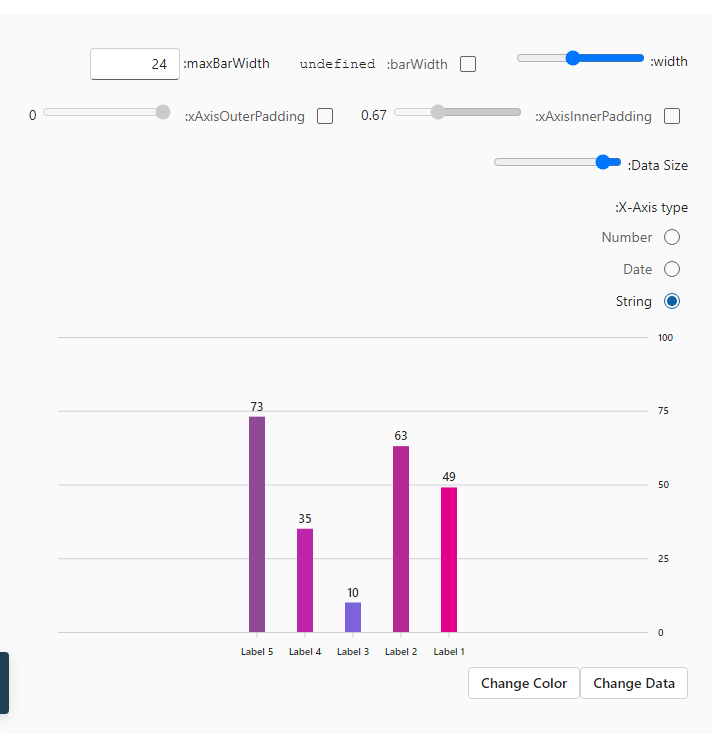 width:
barWidth: undefined
maxBarWidth: 24
xAxisInnerPadding: 0.67
xAxisOuterPadding: 0
Data Size:
X-Axis type:
Number
Date
String
100
75
50
25
0
73
35
10
63
49
Label 5 Label 4 Label 3 Label 2 Label 1
Change Color Change Data